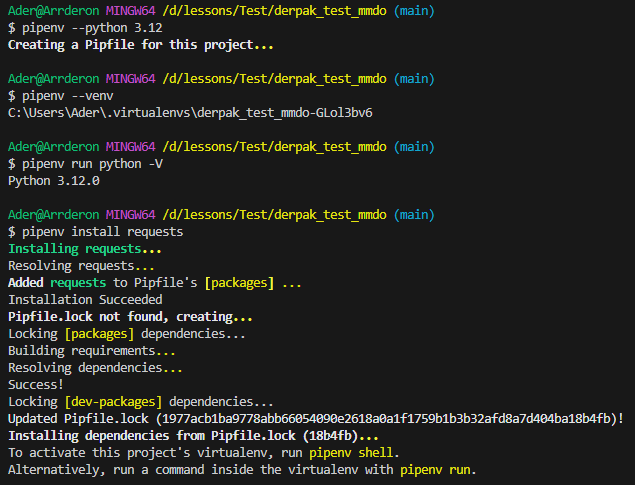 Ader@Arrderon MINGW64 /d/lessons/Test/derpak_test_mmdo (main)
$ pipenv --python 3.12
Creating a Pipfile for this project...
Ader@Arrderon MINGW64 /d/lessons/Test/derpak_test_mmdo (main)
$ pipenv --venv
C:\Users\Ader\.virtualenvs\derpak_test_mmdo-GLol3bv6
Ader@Arrderon MINGW64 /d/lessons/Test/derpak_test_mmdo (main)
$ pipenv run python -V
Python 3.12.0
Ader@Arrderon MINGW64 /d/lessons/Test/derpak_test_mmdo (main)
$ pipenv install requests
Installing requests...
Resolving requests...
Added requests to Pipfile's [packages] ...
Installation Succeeded
Pipfile.lock not found, creating...
Locking [packages] dependencies...
Building requirements...
Resolving dependencies...
Success!
Locking [dev-packages] dependencies...
Updated Pipfile.lock (1977acb1ba9778abb66054090e2618a0a1f1759b1b3b32afd8a7d404ba18b4fb)!
Installing dependencies from Pipfile.lock (18b4fb)...
To activate this project's virtualenv, run pipenv shell.
Alternatively, run a command inside the virtualenv with pipenv run.